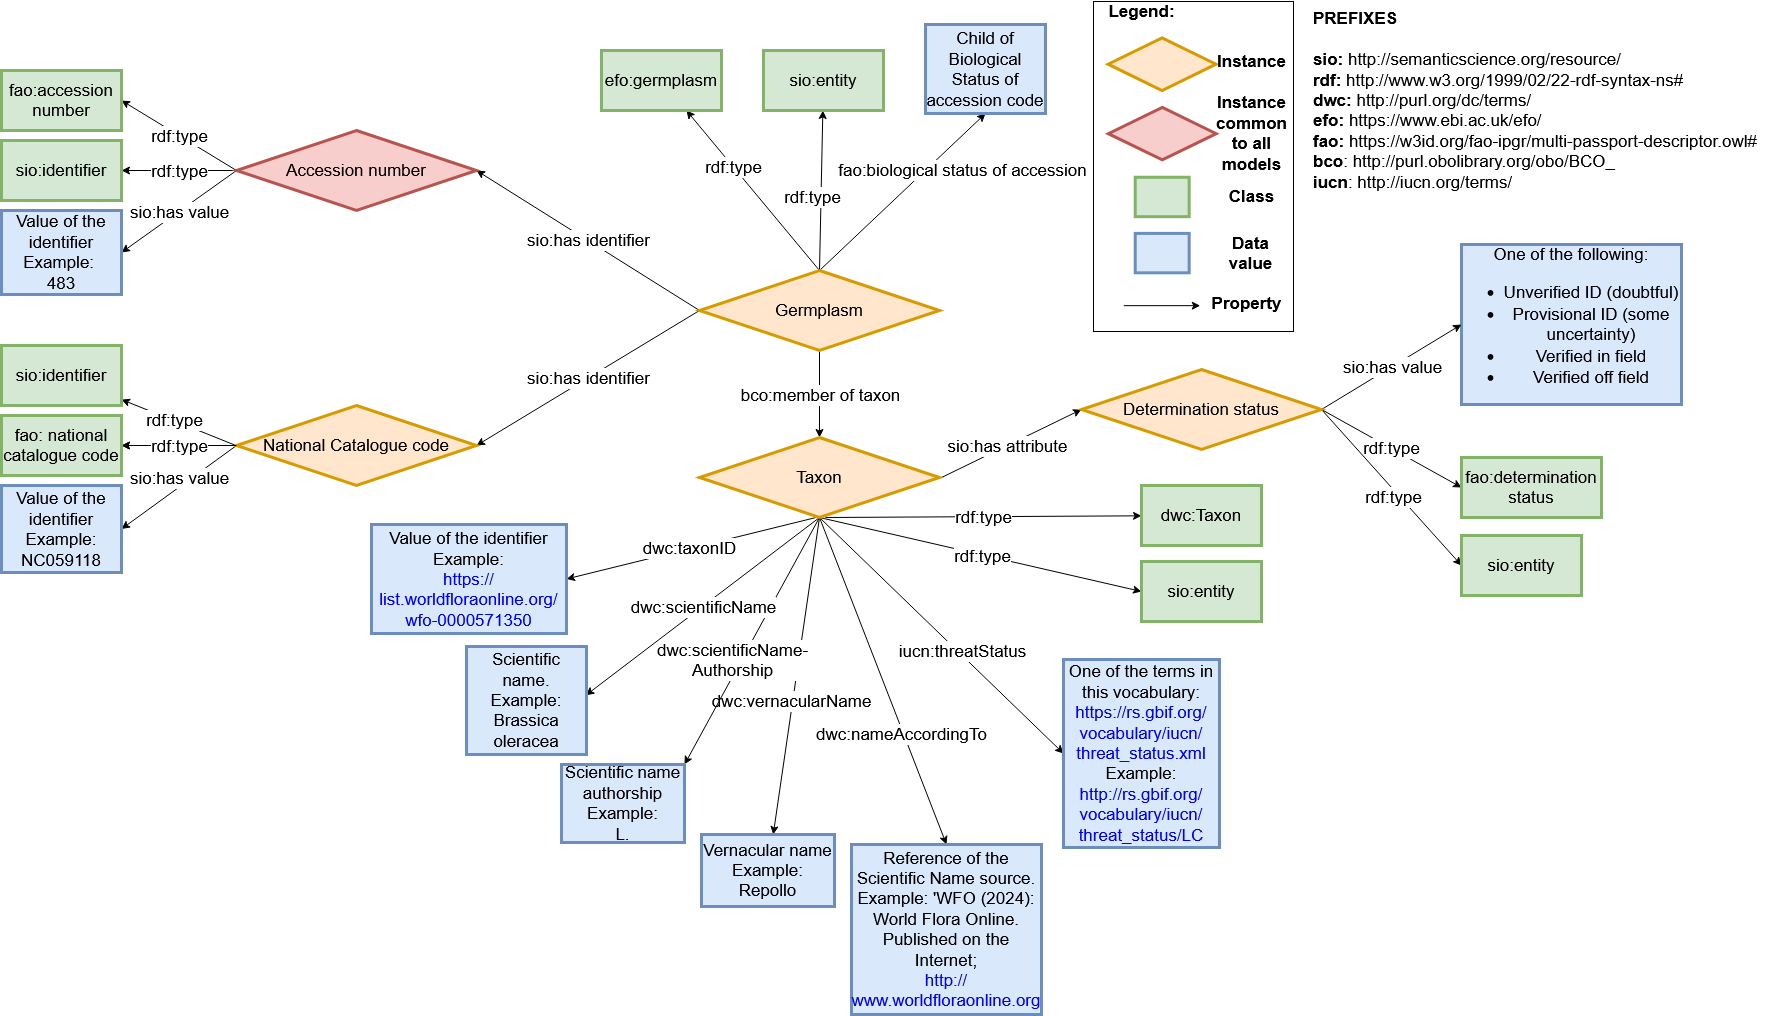 Legend:
Instance
Instance
common
to all
models
Class
Data
value
Property
PREFIXES
sio: http://semanticscience.org/resource/
rdf: http://www.w3.org/1999/02/22-rdf-syntax-ns#
dwc: http://purl.org/dc/terms/
efo: https://www.ebi.ac.uk/efo/
fao: https://w3id.org/fao-ipgr/multi-passport-descriptor.owl#
bco: http://purl.obolibrary.org/obo/BCO_
iucn: http://iucn.org/terms/
efo:germplasm
sio:entity
Child of
Biological
Status of
accession code
rdf:type
rdf:type
fao:biological status of accession
fao:accession
number
sio:identifier
Value of the
identifier
Example:
483
rdf:type
rdf:type
sio:has value
Accession number
sio:has identifier
Germplasm
sio:has identifier
sio:identifier
fao: national
catalogue code
Value of the
identifier
Example:
NC059118
rdf:type
rdf:type
sio:has value
National Catalogue code
bco:member of taxon
Taxon
sio:has attribute
Determination status
sio:has value
One of the following:
• Unverified ID (doubtful)
• Provisional ID (some
uncertainty)
• Verified in field
• Verified off field
rdf:type
fao:determination
status
rdf:type
sio:entity
rdf:type
dwc:Taxon
rdf:type
sio:entity
dwc:taxonID
Value of the identifier
Example:
https://
list.worldfloraonline.org/
wfo-0000571350
dwc:scientificName
Scientific
name.
Example:
Brassica
oleracea
dwc:scientificName-
Authorship
Scientific name
authorship
Example:
L.
dwc:vernacularName
Vernacular name
Example:
Repollo
dwc:nameAccordingTo
Reference of the
Scientific Name source.
Example: 'WFO (2024):
World Flora Online.
Published on the
Internet;
http://
www.worldfloraonline.org
iucn:threatStatus
One of the terms in
this vocabulary:
https://rs.gbif.org/
vocabulary/iucn/
threat_status.xml
Example:
http://rs.gbif.org/
vocabulary/iucn/
threat_status/LC